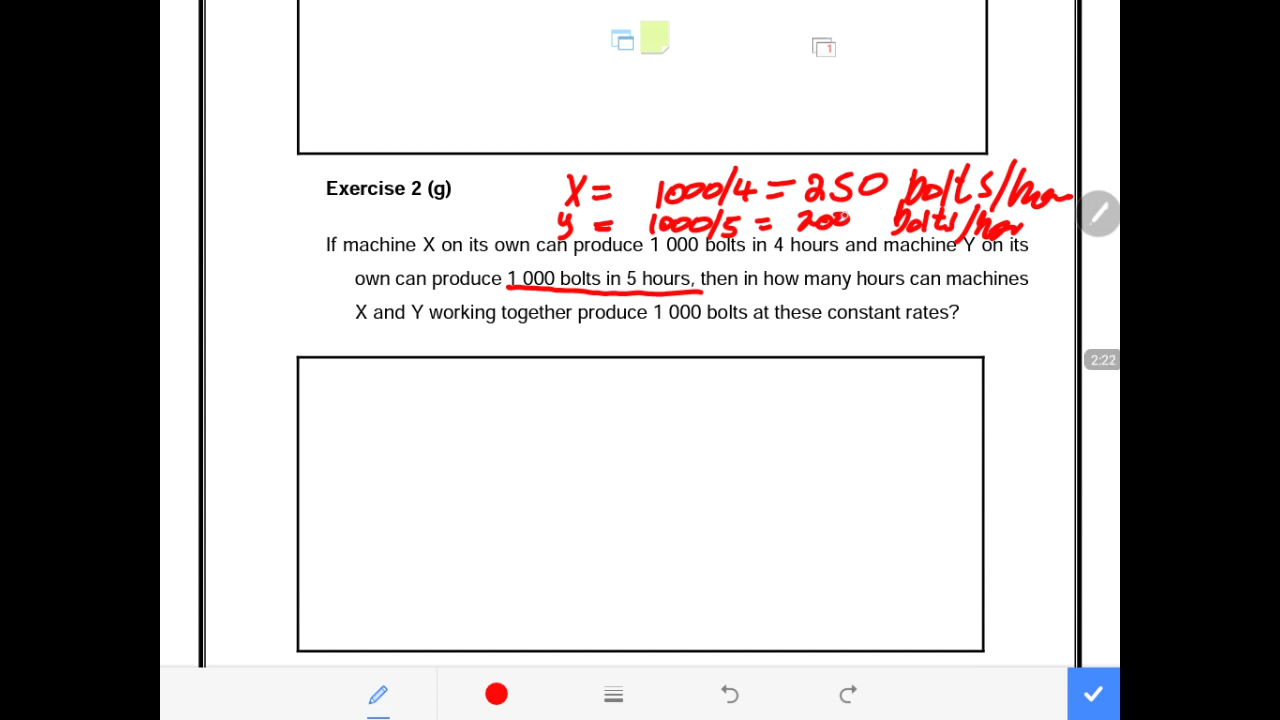 1
Exercise 2 (g)
X = 1000/4 = 250 bolts/hour
y = 1000/5 = 200 bolts/hour
If machine X on its own can produce 1 000 bolts in 4 hours and machine Y on its
own can produce 1 000 bolts in 5 hours, then in how many hours can machines
X and Y working together produce 1 000 bolts at these constant rates?
2:22